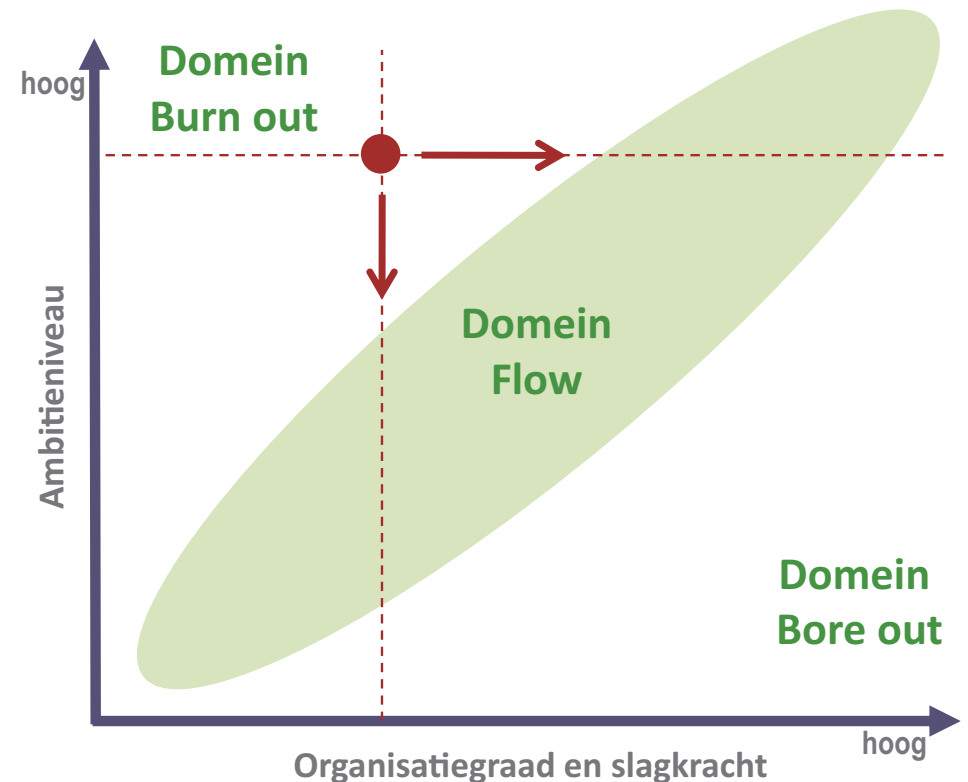 Domein
Burn out
hoog
Ambitieniveau
Domein
Flow
Domein
Bore out
hoog
Organisatiegraad en slagkracht